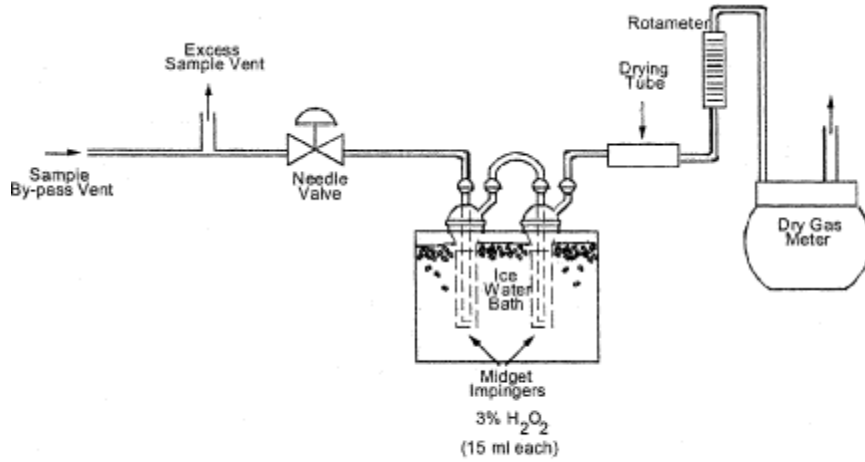 Rotameter
Excess
Sample Vent
Drying
Tube
Sample
By-pass Vent
Needle
Valve
Dry Gas
Meter
Ice
Water
Bath
Midget
Impingers
3% H₂O₂
(15 ml each)